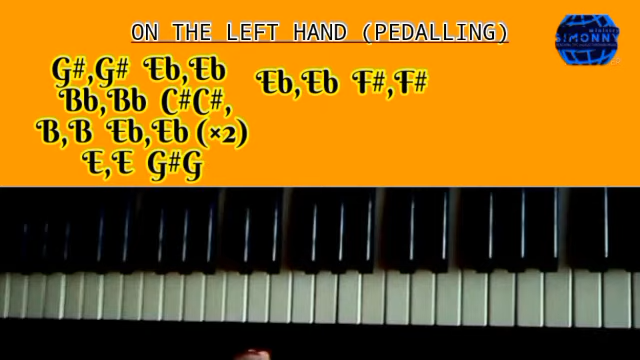 ON THE LEFT HAND (PEDALLING)
G#,G# Eb,Eb
Bb,Bb C#C#,
B,B Eb,Eb (×2)
E,E G#G
Eb,Eb F#,F#
SIMONNY